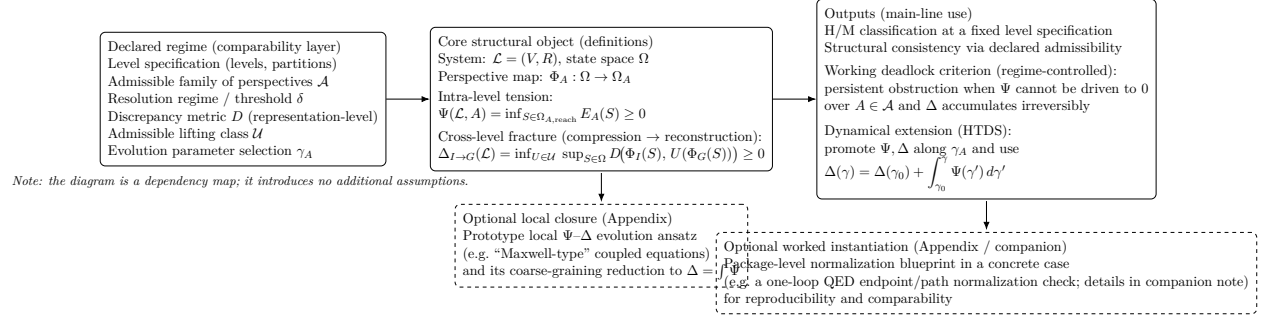 Declared regime (comparability layer)
Level specification (levels, partitions)
Admissible family of perspectives 𝒜
Resolution regime / threshold δ
Discrepancy metric D (representation-level)
Admissible lifting class 𝒰
Evolution parameter selection γ_A
Note: the diagram is a dependency map; it introduces no additional assumptions.
Core structural object (definitions)
System: ℒ = (V, R), state space Ω
Perspective map: Φ_A : Ω → Ω_A
Intra-level tension:
Ψ(ℒ, A) = inf_{S∈Ω_{A,reach}} E_A(S) ≥ 0
Cross-level fracture (compression → reconstruction):
Δ_{I→G}(ℒ) = inf_{U∈𝒰} sup_{S∈Ω} D(Φ_I(S), U(Φ_G(S))) ≥ 0
Outputs (main-line use)
H/M classification at a fixed level specification
Structural consistency via declared admissibility
Working deadlock criterion (regime-controlled):
persistent obstruction when Ψ cannot be driven to 0
over A ∈ 𝒜 and Δ accumulates irreversibly
Dynamical extension (HTDS):
promote Ψ, Δ along γ_A and use
Δ(γ) = Δ(γ₀) + ∫_{γ₀}^{γ} Ψ(γ′) dγ′
Optional local closure (Appendix)
Prototype local Ψ–Δ evolution ansatz
(e.g. “Maxwell-type” coupled equations)
and its coarse-graining reduction to Δ = ∫ Ψ
Optional worked instantiation (Appendix / companion)
Package-level normalization blueprint in a concrete case
(e.g. a one-loop QED endpoint/path normalization check; details in companion note)
for reproducibility and comparability